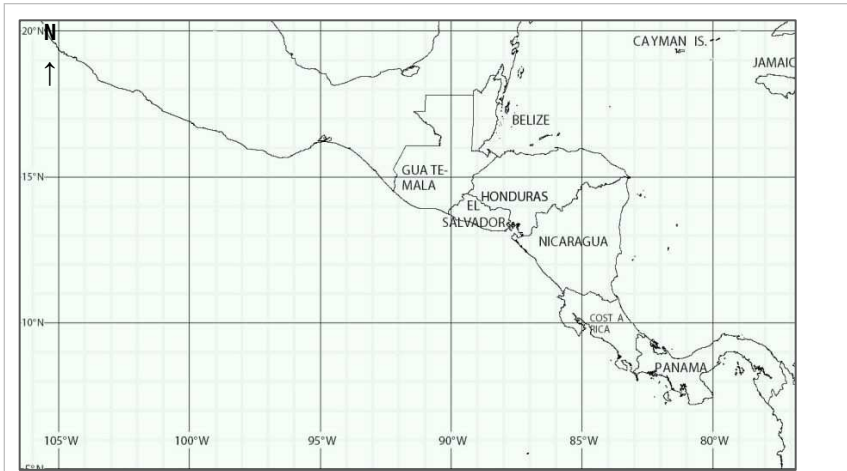 20°N
N
↑
CAYMAN IS.
JAMAIC
BELIZE
GUA TE-
MALA
15°N
HONDURAS
EL
SALVADOR
NICARAGUA
10°N
COST A
RICA
PANAMA
105°W 100°W 95°W 90°W 85°W 80°W
5°N